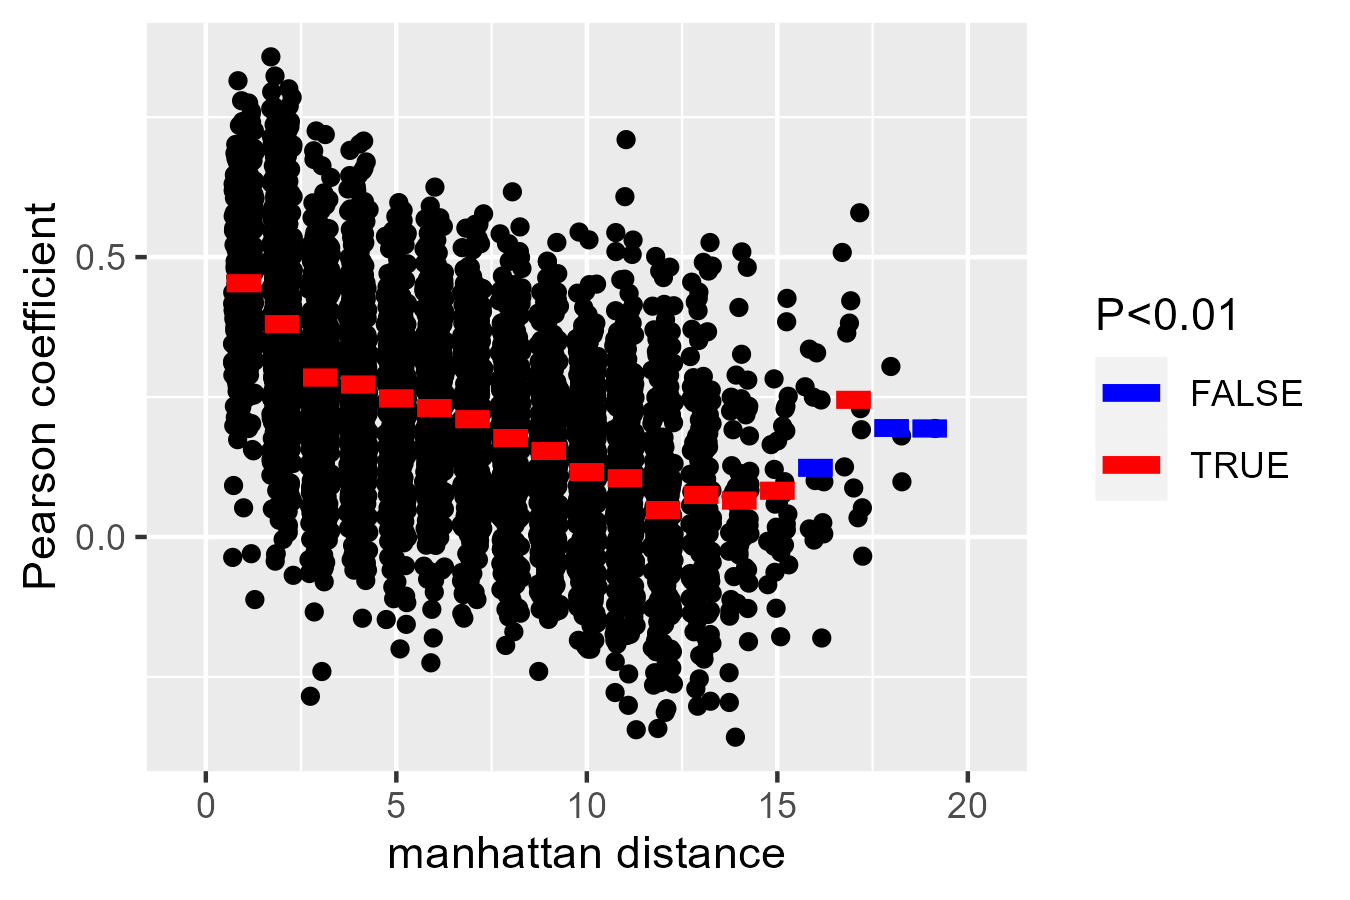 Pearson coefficient
0.5
0.0
0 5 10 15 20
manhattan distance
P<0.01
FALSE
TRUE